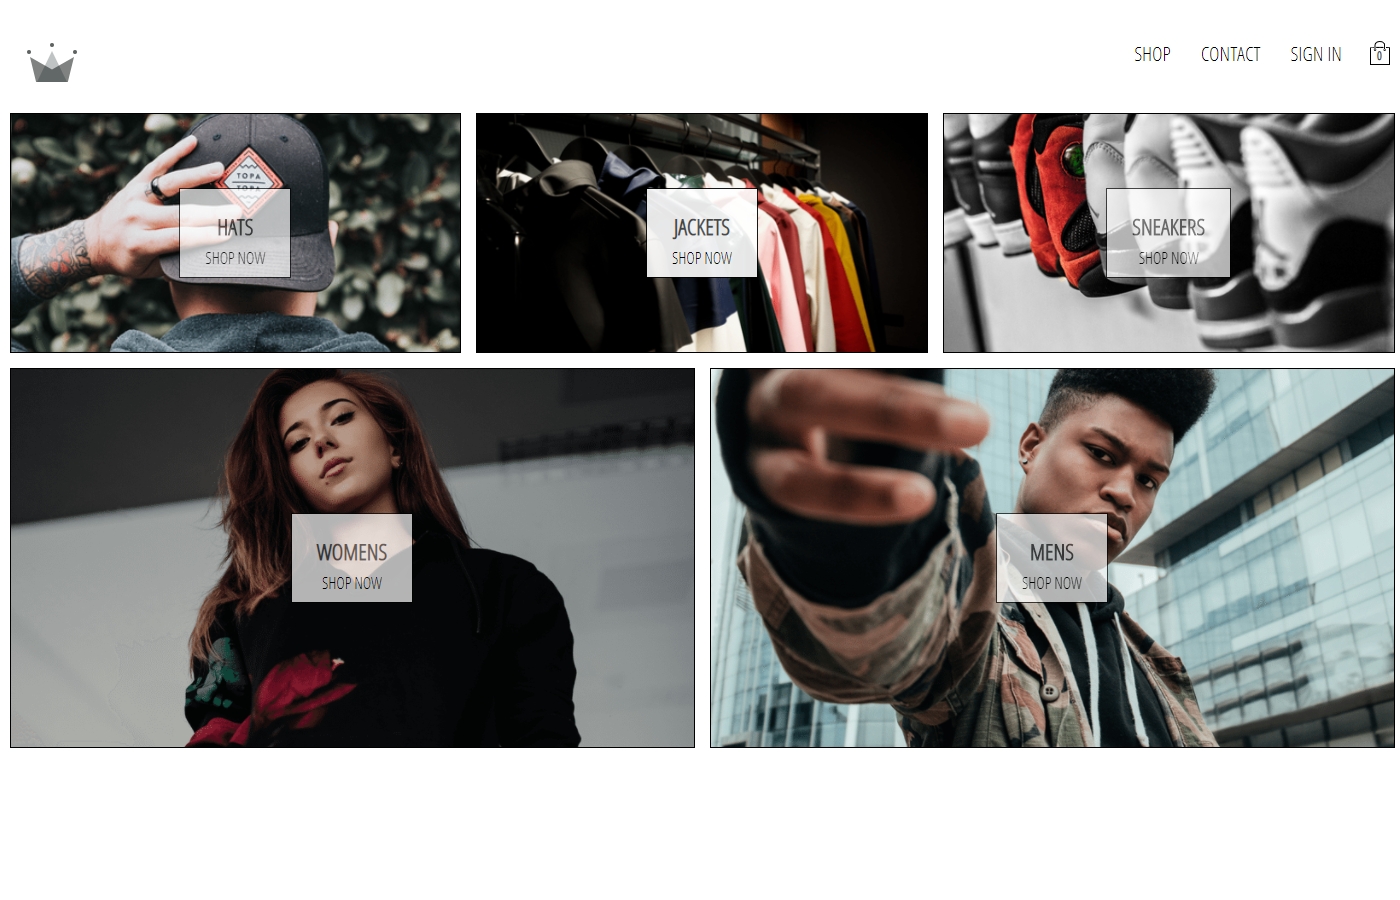 SHOP
CONTACT
SIGN IN
0
TOPA
TOPA
HATS
SHOP NOW
JACKETS
SHOP NOW
SNEAKERS
SHOP NOW
WOMENS
SHOP NOW
MENS
SHOP NOW